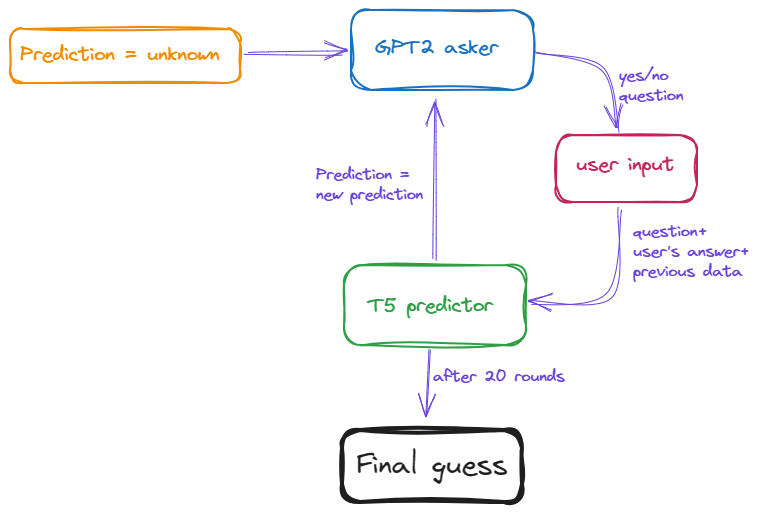 Prediction = unknown
GPT2 asker
yes/no
question
user input
Prediction =
new prediction
question+
user's answer+
previous data
T5 predictor
after 20 rounds
Final guess